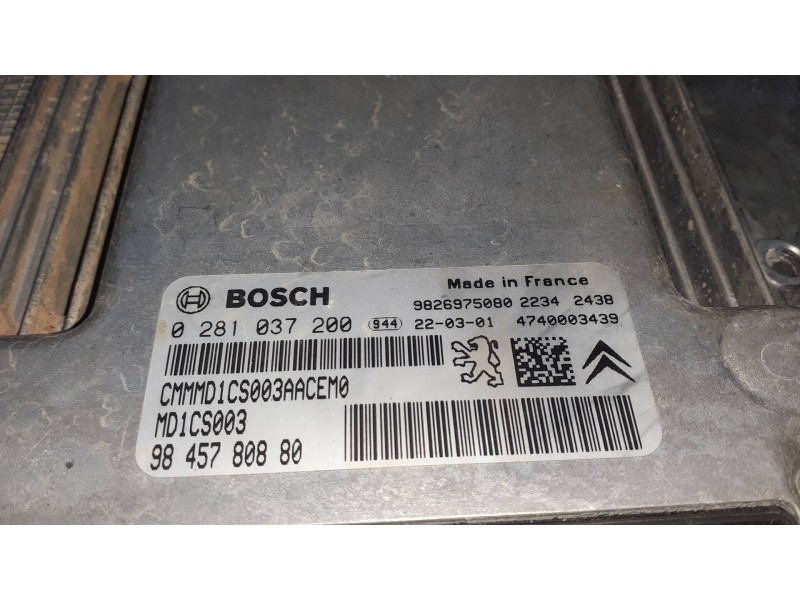 BOSCH
Made in France
9826975080 2234 2438
0 281 037 200 944 22-03-01 4740003439
CMMMD1CS003AACEM0
MD1CS003
98 457 808 80